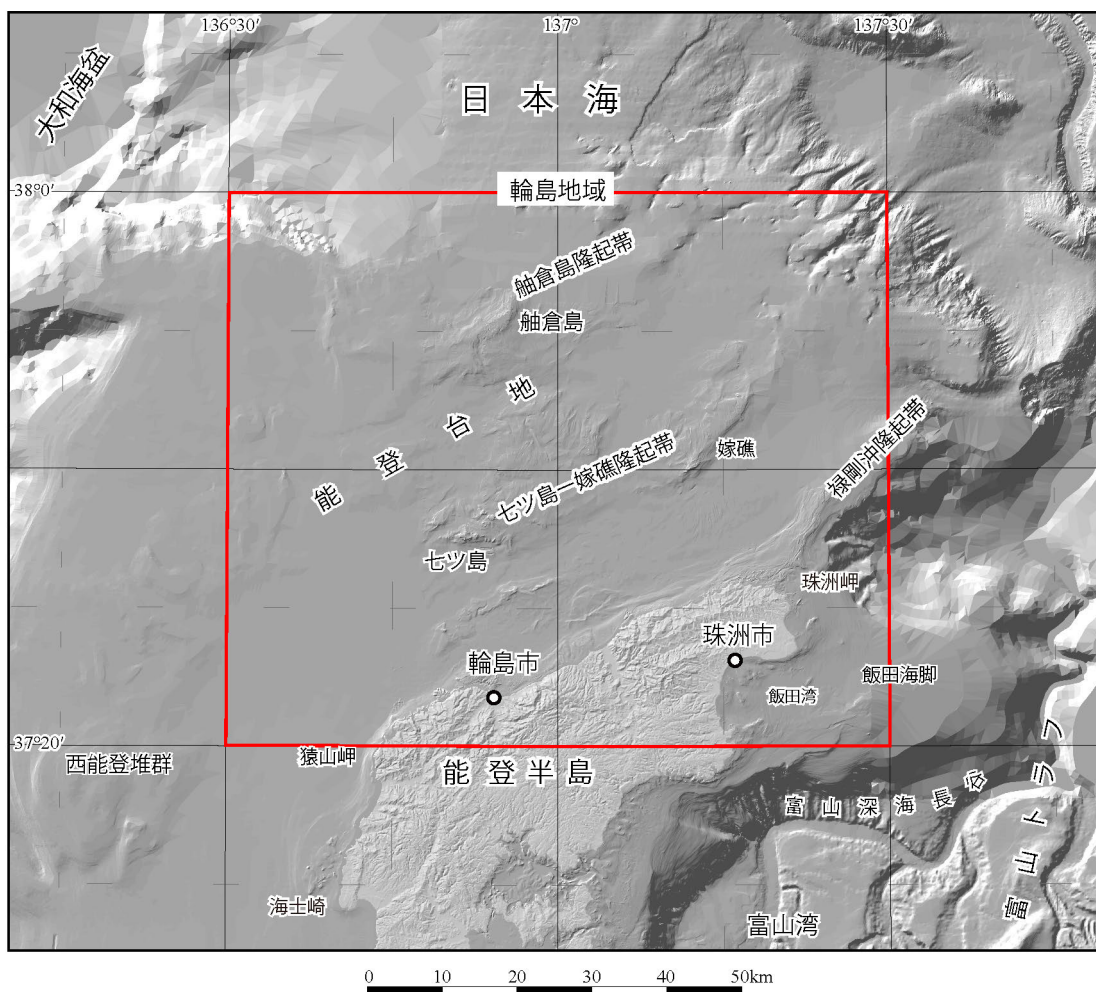 136°30′
137°
137°30′
大和海盆
日本海
38°0′
輪島地域
舳倉島隆起帯
舳倉島
能登台地
七ツ島ー嫁礁隆起帯
嫁礁
禄剛沖隆起帯
七ツ島
珠洲岬
珠洲市
輪島市
飯田海脚
飯田湾
37°20′
西能登堆群
猿山岬
能登半島
富山深海長谷
富山トラフ
海士崎
富山湾
0 10 20 30 40 50km